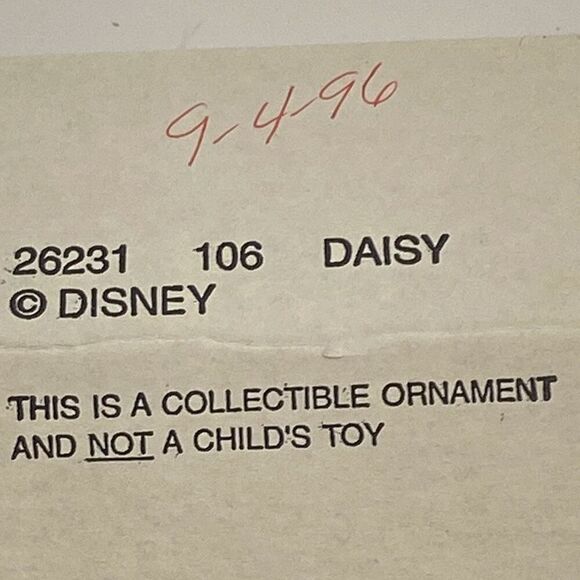 9-4-96
26231 106 DAISY
© DISNEY
THIS IS A COLLECTIBLE ORNAMENT
AND NOT A CHILD'S TOY